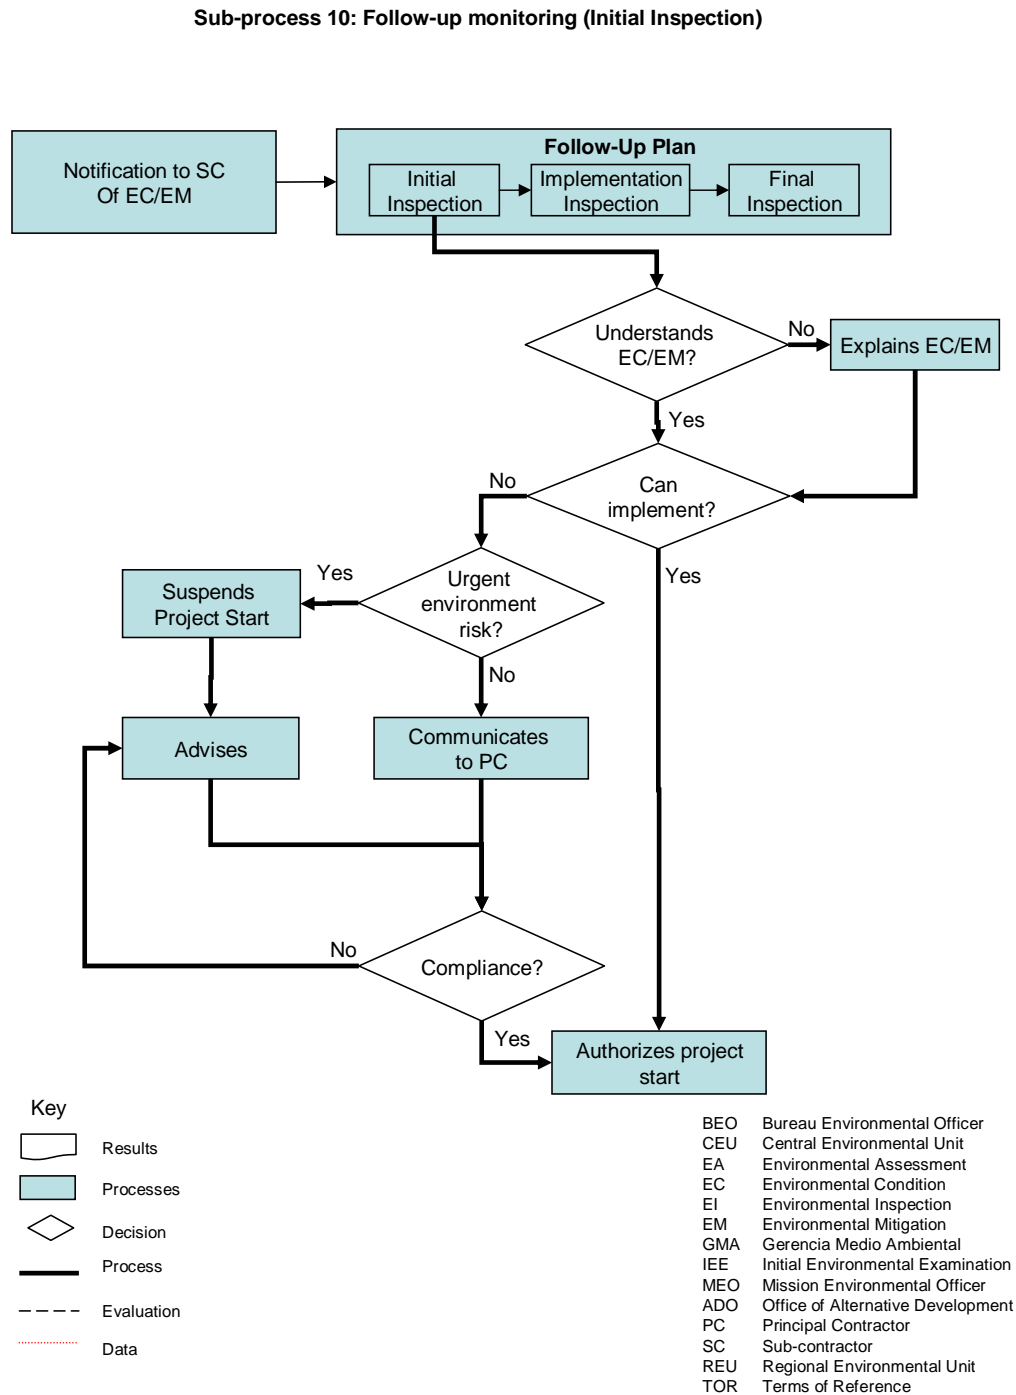 Sub-process 10: Follow-up monitoring (Initial Inspection)
Notification to SC
Of EC/EM
Follow-Up Plan
Initial
Inspection
Implementation
Inspection
Final
Inspection
Understands
EC/EM?
No
Explains EC/EM
Yes
Can
implement?
No
Yes
Urgent
environment
risk?
Yes
Suspends
Project Start
No
Advises
Communicates
to PC
Compliance?
No
Yes
Authorizes project
start
Key
Results
Processes
Decision
Process
Evaluation
Data
BEO Bureau Environmental Officer
CEU Central Environmental Unit
EA Environmental Assessment
EC Environmental Condition
EI Environmental Inspection
EM Environmental Mitigation
GMA Gerencia Medio Ambiental
IEE Initial Environmental Examination
MEO Mission Environmental Officer
ADO Office of Alternative Development
PC Principal Contractor
SC Sub-contractor
REU Regional Environmental Unit
TOR Terms of Reference